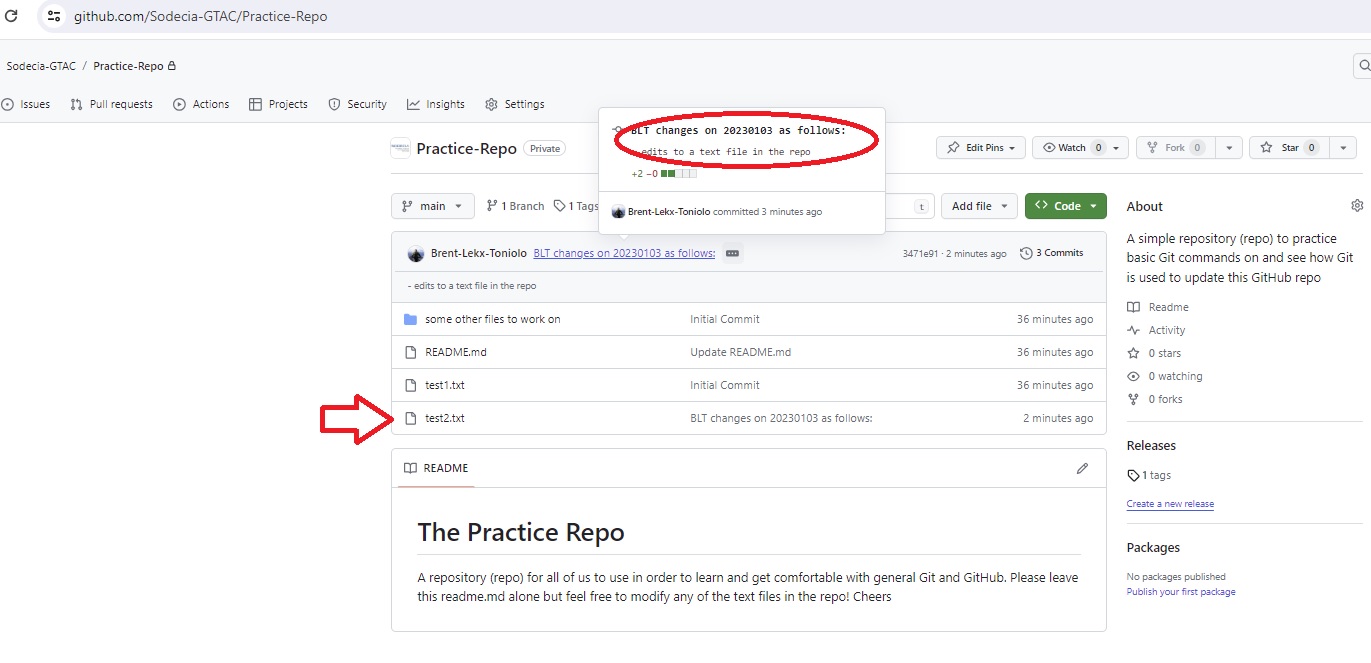 github.com/Sodecia-GTAC/Practice-Repo
Sodecia-GTAC / Practice-Repo
Issues Pull requests Actions Projects Security Insights Settings
BLT changes on 20230103 as follows:
- edits to a text file in the repo
+2 −0
Brent-Lekx-Toniolo committed 3 minutes ago
Practice-Repo Private
Edit Pins Watch 0 Fork 0 Star 0
main 1 Branch 1 Tags t Add file Code
Brent-Lekx-Toniolo BLT changes on 20230103 as follows: 3471e91 · 2 minutes ago 3 Commits
- edits to a text file in the repo
some other files to work on Initial Commit 36 minutes ago
README.md Update README.md 36 minutes ago
test1.txt Initial Commit 36 minutes ago
test2.txt BLT changes on 20230103 as follows: 2 minutes ago
README
The Practice Repo
A repository (repo) for all of us to use in order to learn and get comfortable with general Git and GitHub. Please leave
this readme.md alone but feel free to modify any of the text files in the repo! Cheers
About
A simple repository (repo) to practice
basic Git commands on and see how Git
is used to update this GitHub repo
Readme
Activity
0 stars
0 watching
0 forks
Releases
1 tags
Create a new release
Packages
No packages published
Publish your first package